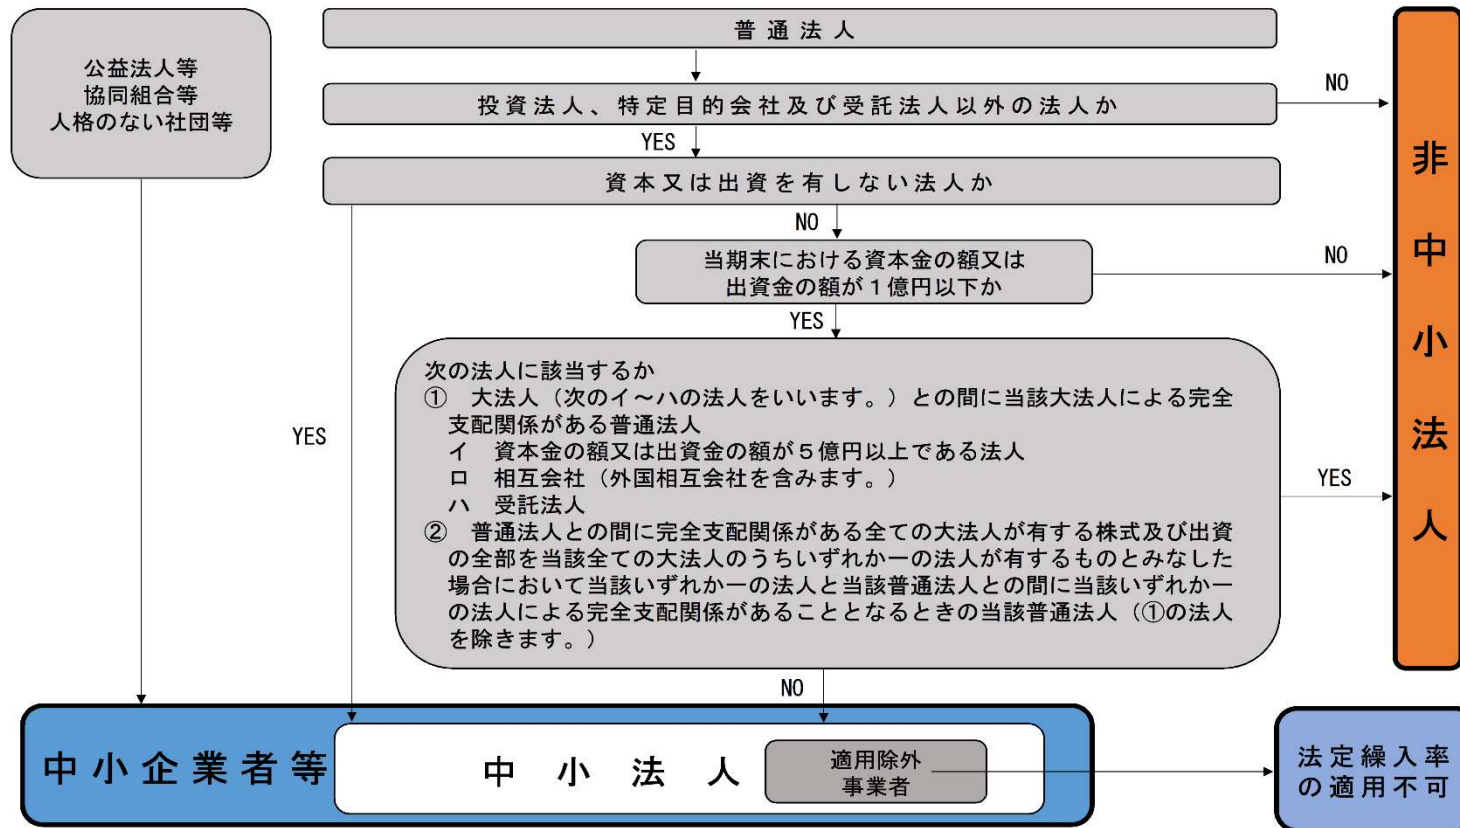 公益法人等
協同組合等
人格のない社団等
普通法人
投資法人、特定目的会社及び受託法人以外の法人か
NO
YES
資本又は出資を有しない法人か
NO
当期末における資本金の額又は
出資金の額が１億円以下か
NO
YES
次の法人に該当するか
①　大法人（次のイ～ハの法人をいいます。）との間に当該大法人による完全
支配関係がある普通法人
イ　資本金の額又は出資金の額が５億円以上である法人
ロ　相互会社（外国相互会社を含みます。）
ハ　受託法人
②　普通法人との間に完全支配関係がある全ての大法人が有する株式及び出資
の全部を当該全ての大法人のうちいずれか一の法人が有するものとみなした
場合において当該いずれか一の法人と当該普通法人との間に当該いずれか一
の法人による完全支配関係があることとなるときの当該普通法人（①の法人
を除きます。）
YES
YES
NO
非中小法人
中小企業者等
中小法人
適用除外
事業者
法定繰入率
の適用不可